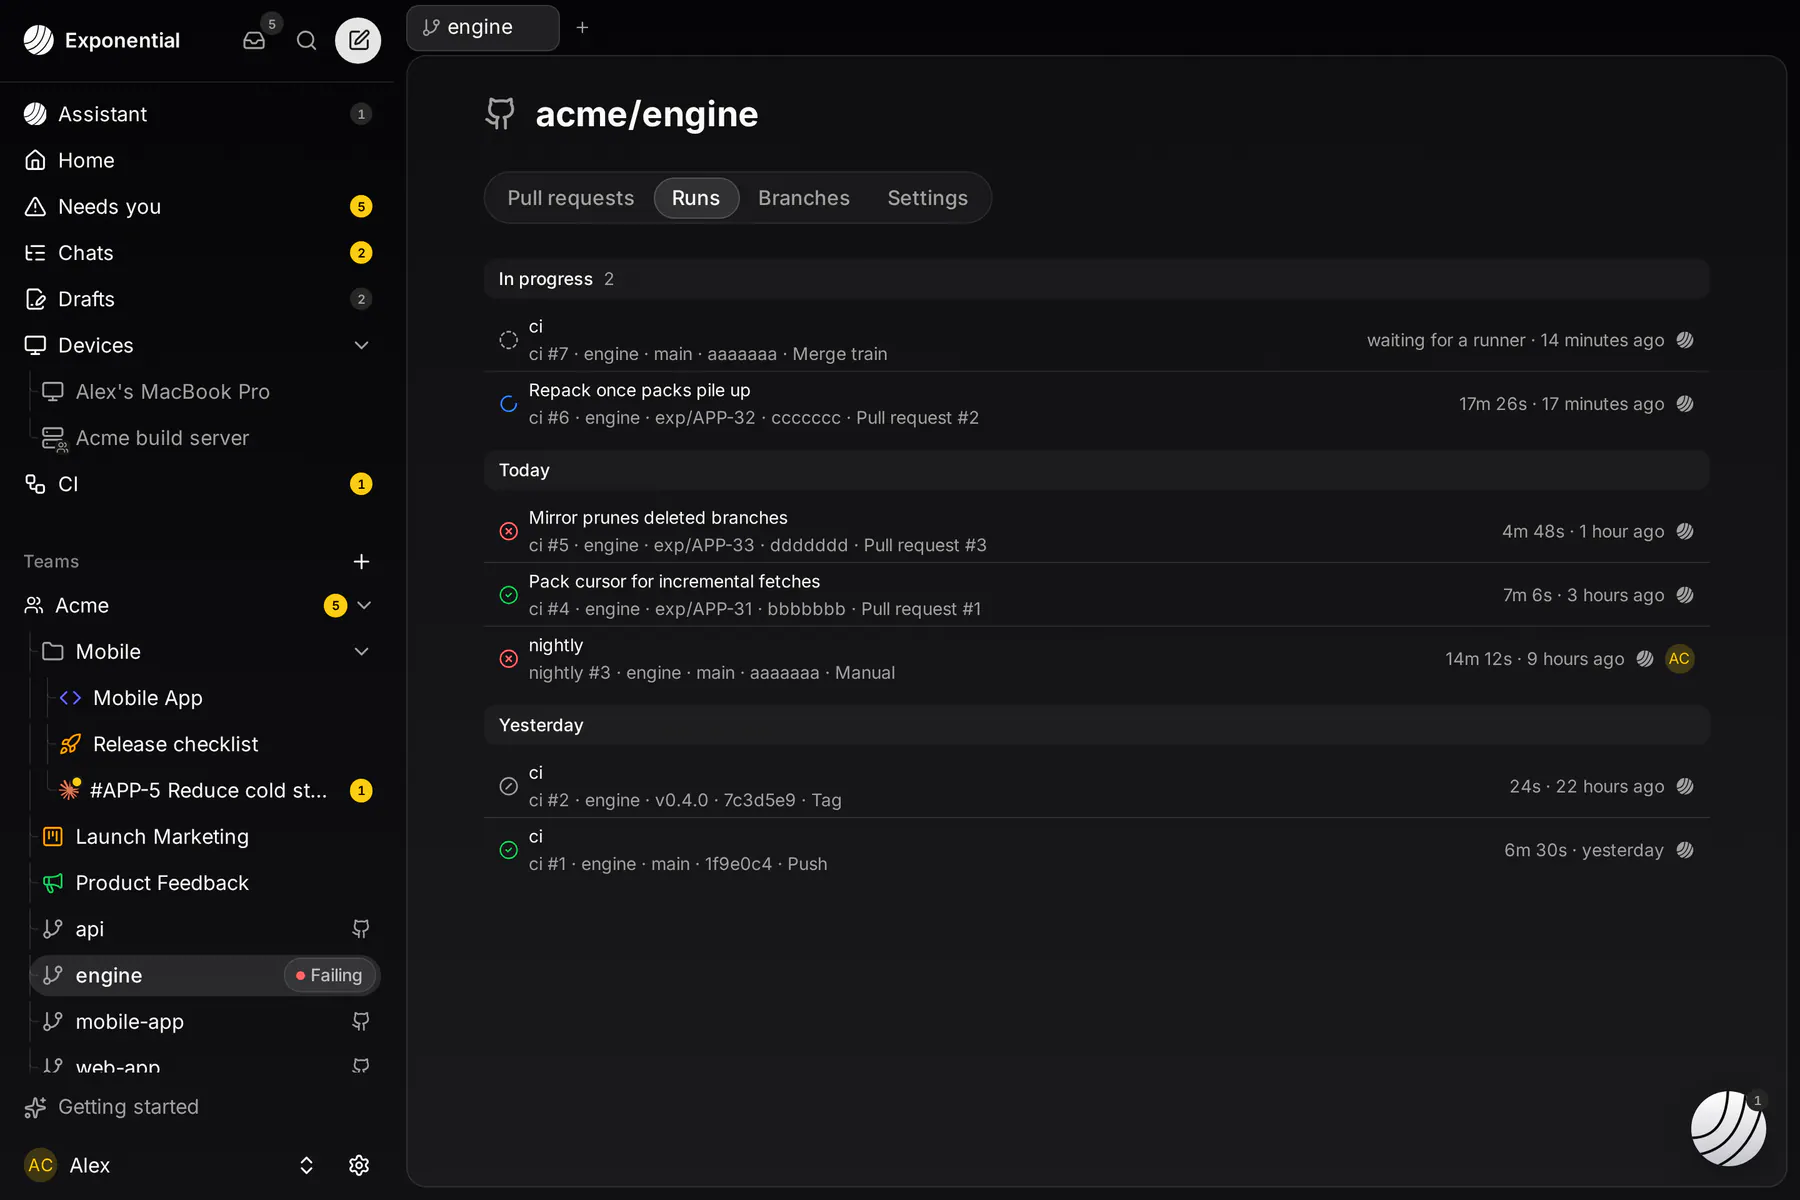 Exponential
5
Assistant
1
Home
Needs you
5
Chats
2
Drafts
2
Devices
Alex's MacBook Pro
Acme build server
CI
1
Teams
Acme
5
Mobile
Mobile App
Release checklist
#APP-5 Reduce cold st...
1
Launch Marketing
Product Feedback
api
engine
Failing
mobile-app
web-app
Getting started
AC
Alex
engine
acme/engine
Pull requests
Runs
Branches
Settings
In progress 2
ci
ci #7 · engine · main · aaaaaaa · Merge train
waiting for a runner · 14 minutes ago
Repack once packs pile up
ci #6 · engine · exp/APP-32 · ccccccc · Pull request #2
17m 26s · 17 minutes ago
Today
Mirror prunes deleted branches
ci #5 · engine · exp/APP-33 · ddddddd · Pull request #3
4m 48s · 1 hour ago
Pack cursor for incremental fetches
ci #4 · engine · exp/APP-31 · bbbbbbb · Pull request #1
7m 6s · 3 hours ago
nightly
nightly #3 · engine · main · aaaaaaa · Manual
14m 12s · 9 hours ago
AC
Yesterday
ci
ci #2 · engine · v0.4.0 · 7c3d5e9 · Tag
24s · 22 hours ago
ci
ci #1 · engine · main · 1f9e0c4 · Push
6m 30s · yesterday
1